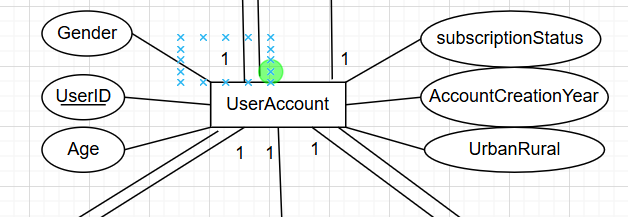 Gender
subscriptionStatus
1
1
UserID
UserAccount
AccountCreationYear
Age
1
1
1
UrbanRural